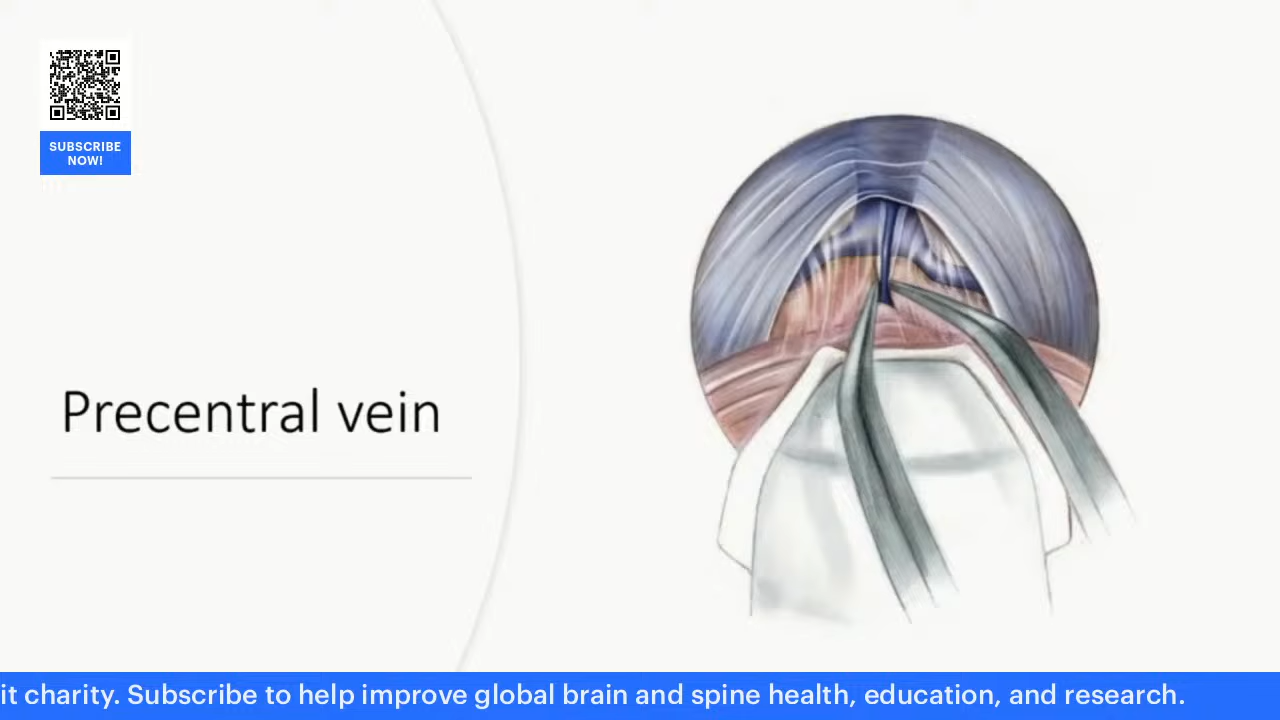 SUBSCRIBE
NOW!
Precentral vein
it charity. Subscribe to help improve global brain and spine health, education, and research.